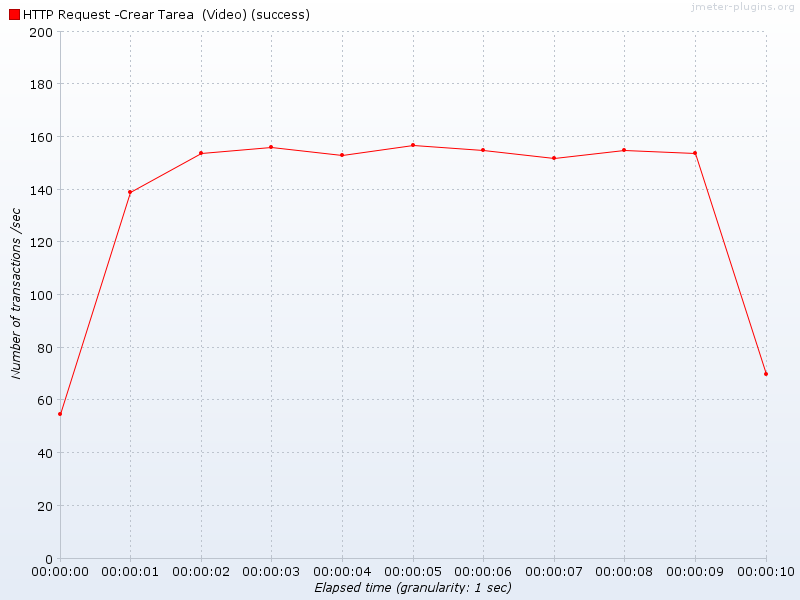 jmeter-plugins.org
HTTP Request -Crear Tarea (Video) (success)
200
180
160
140
120
100
80
60
40
20
0
Number of transactions /sec
00:00:00 00:00:01 00:00:02 00:00:03 00:00:04 00:00:05 00:00:06 00:00:07 00:00:08 00:00:09 00:00:10
Elapsed time (granularity: 1 sec)